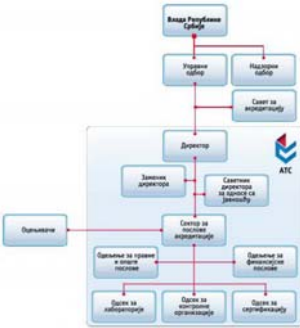 Влада Републике
Србије
Управни
одбор
Надзорни
одбор
Савет за
акредитацију
Директор
АТС
Заменик
директора
Саветник
директора
за односе са
јавношћу
Оцењивачи
Сектор за
послове
акредитације
Одељење за правне
и опште
послове
Одељење за
финансијске
послове
Одсек за
лабораторије
Одсек за
контролне
организације
Одсек за
сертификацију